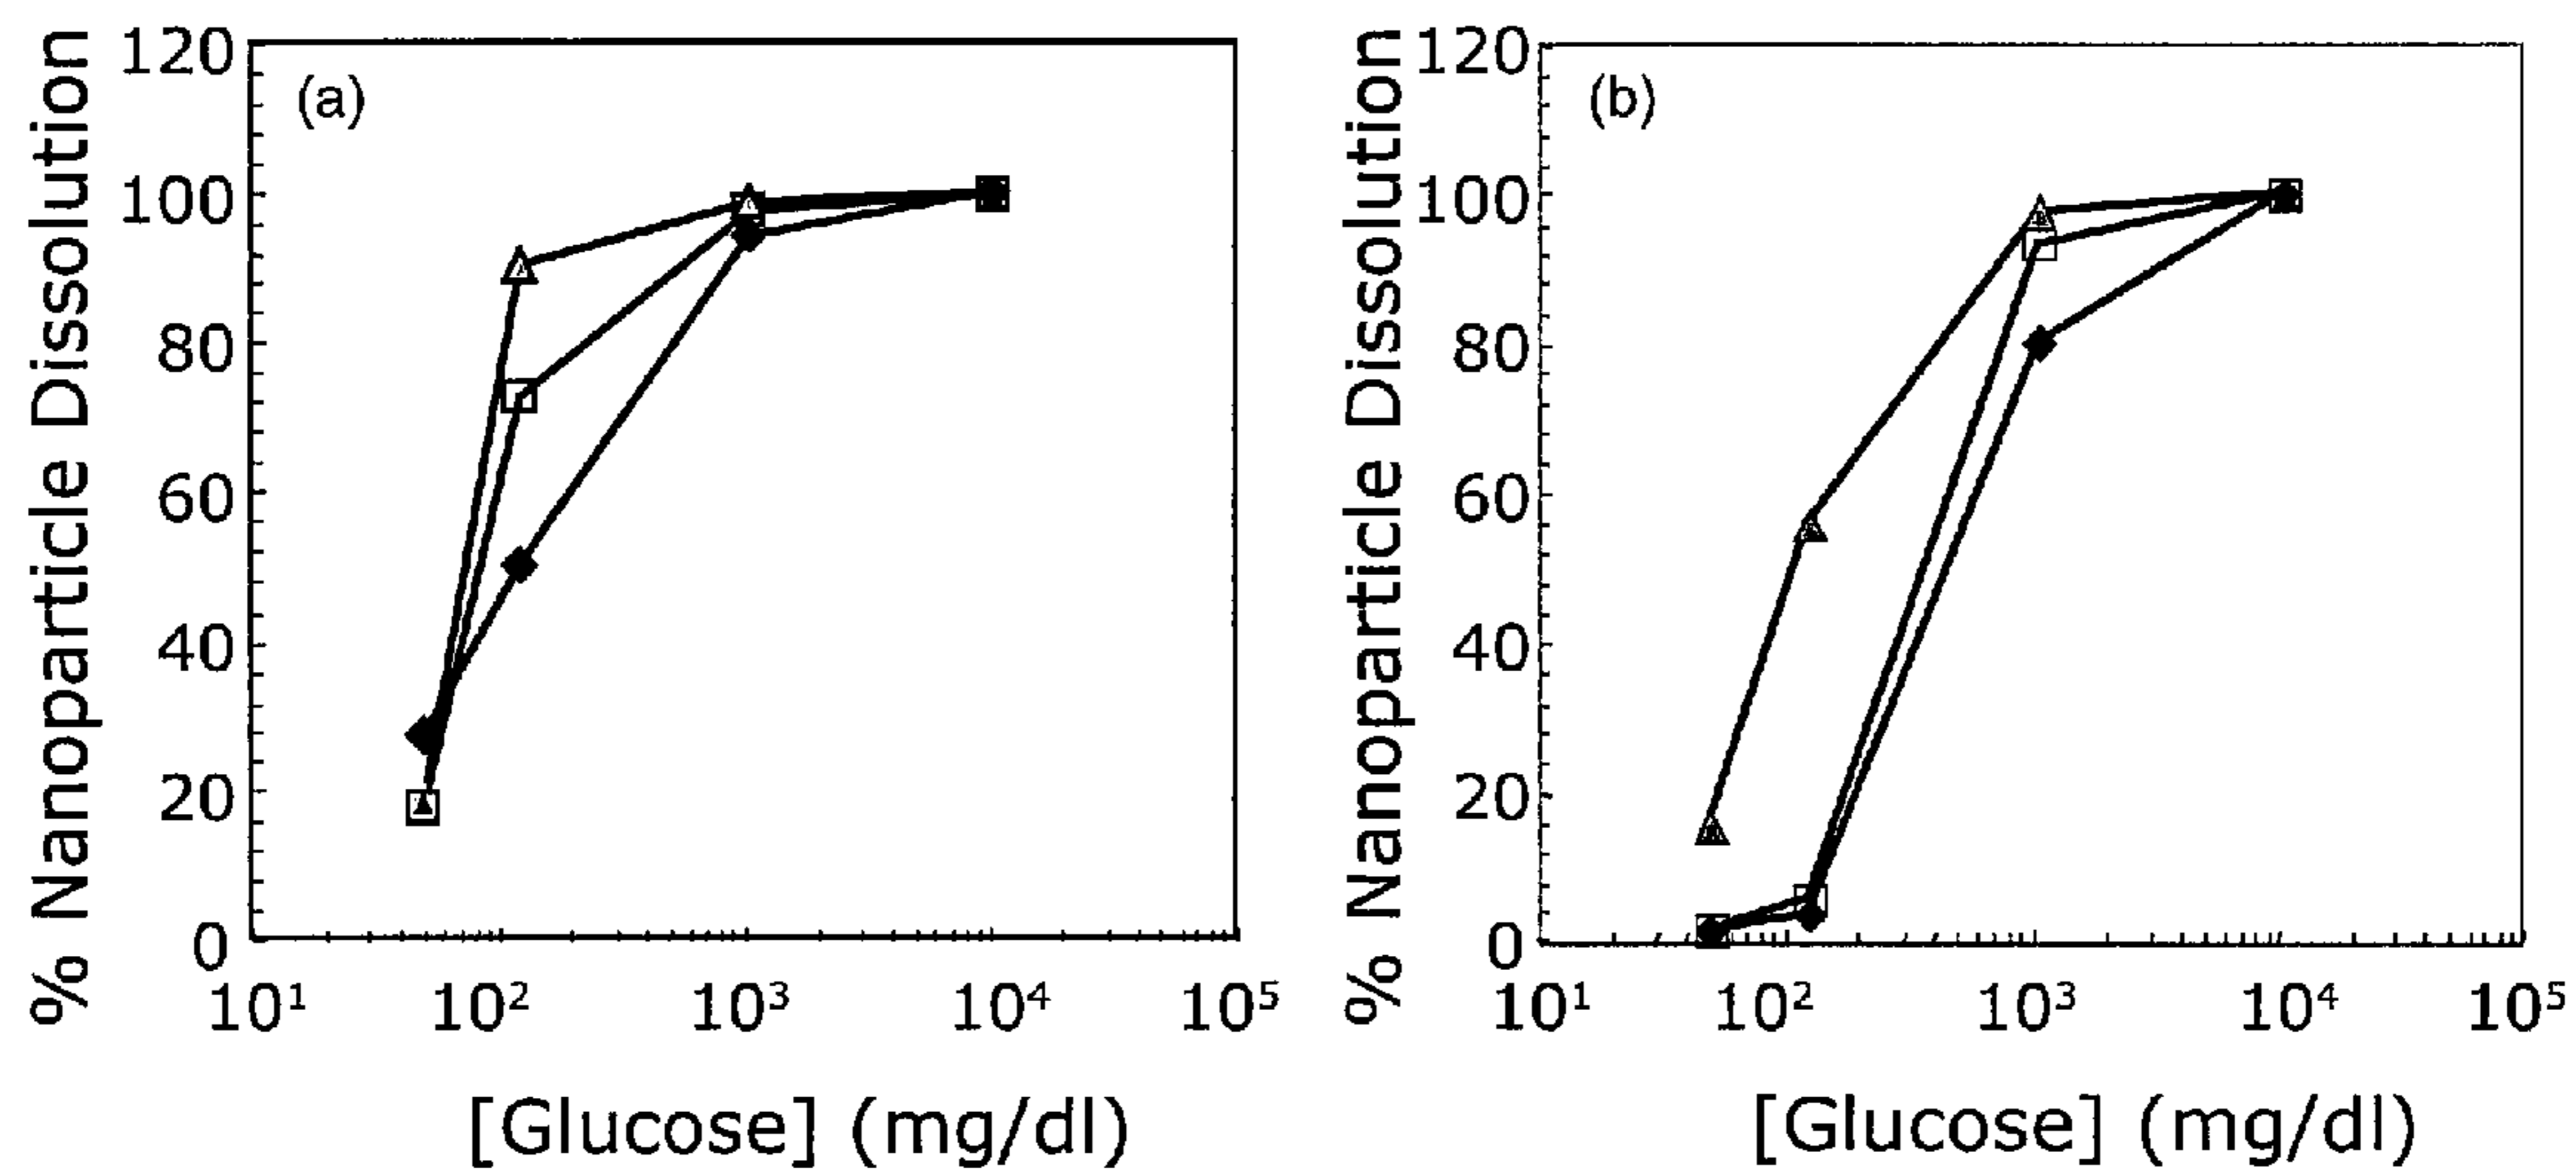 % Nanoparticle Dissolution
120
100
80
60
40
20
0
(a)
10¹ 10² 10³ 10⁴ 10⁵
[Glucose] (mg/dl)
% Nanoparticle Dissolution
120
100
80
60
40
20
0
(b)
10¹ 10² 10³ 10⁴ 10⁵
[Glucose] (mg/dl)